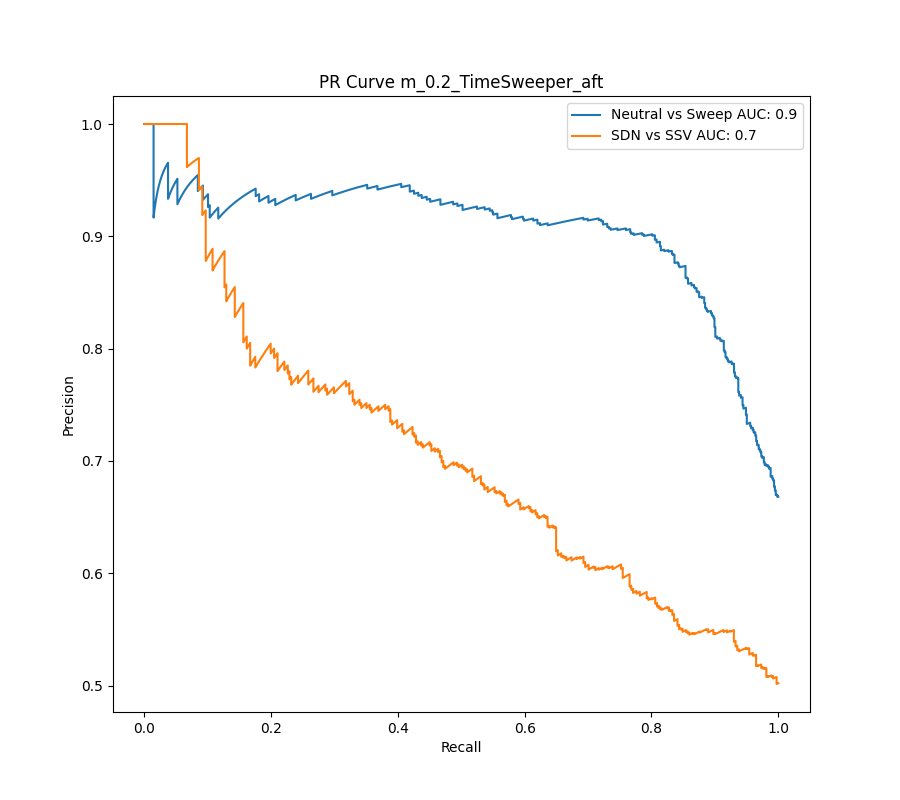 PR Curve m_0.2_TimeSweeper_aft
Neutral vs Sweep AUC: 0.9
SDN vs SSV AUC: 0.7
1.0
0.9
0.8
0.7
0.6
0.5
Precision
0.0 0.2 0.4 0.6 0.8 1.0
Recall